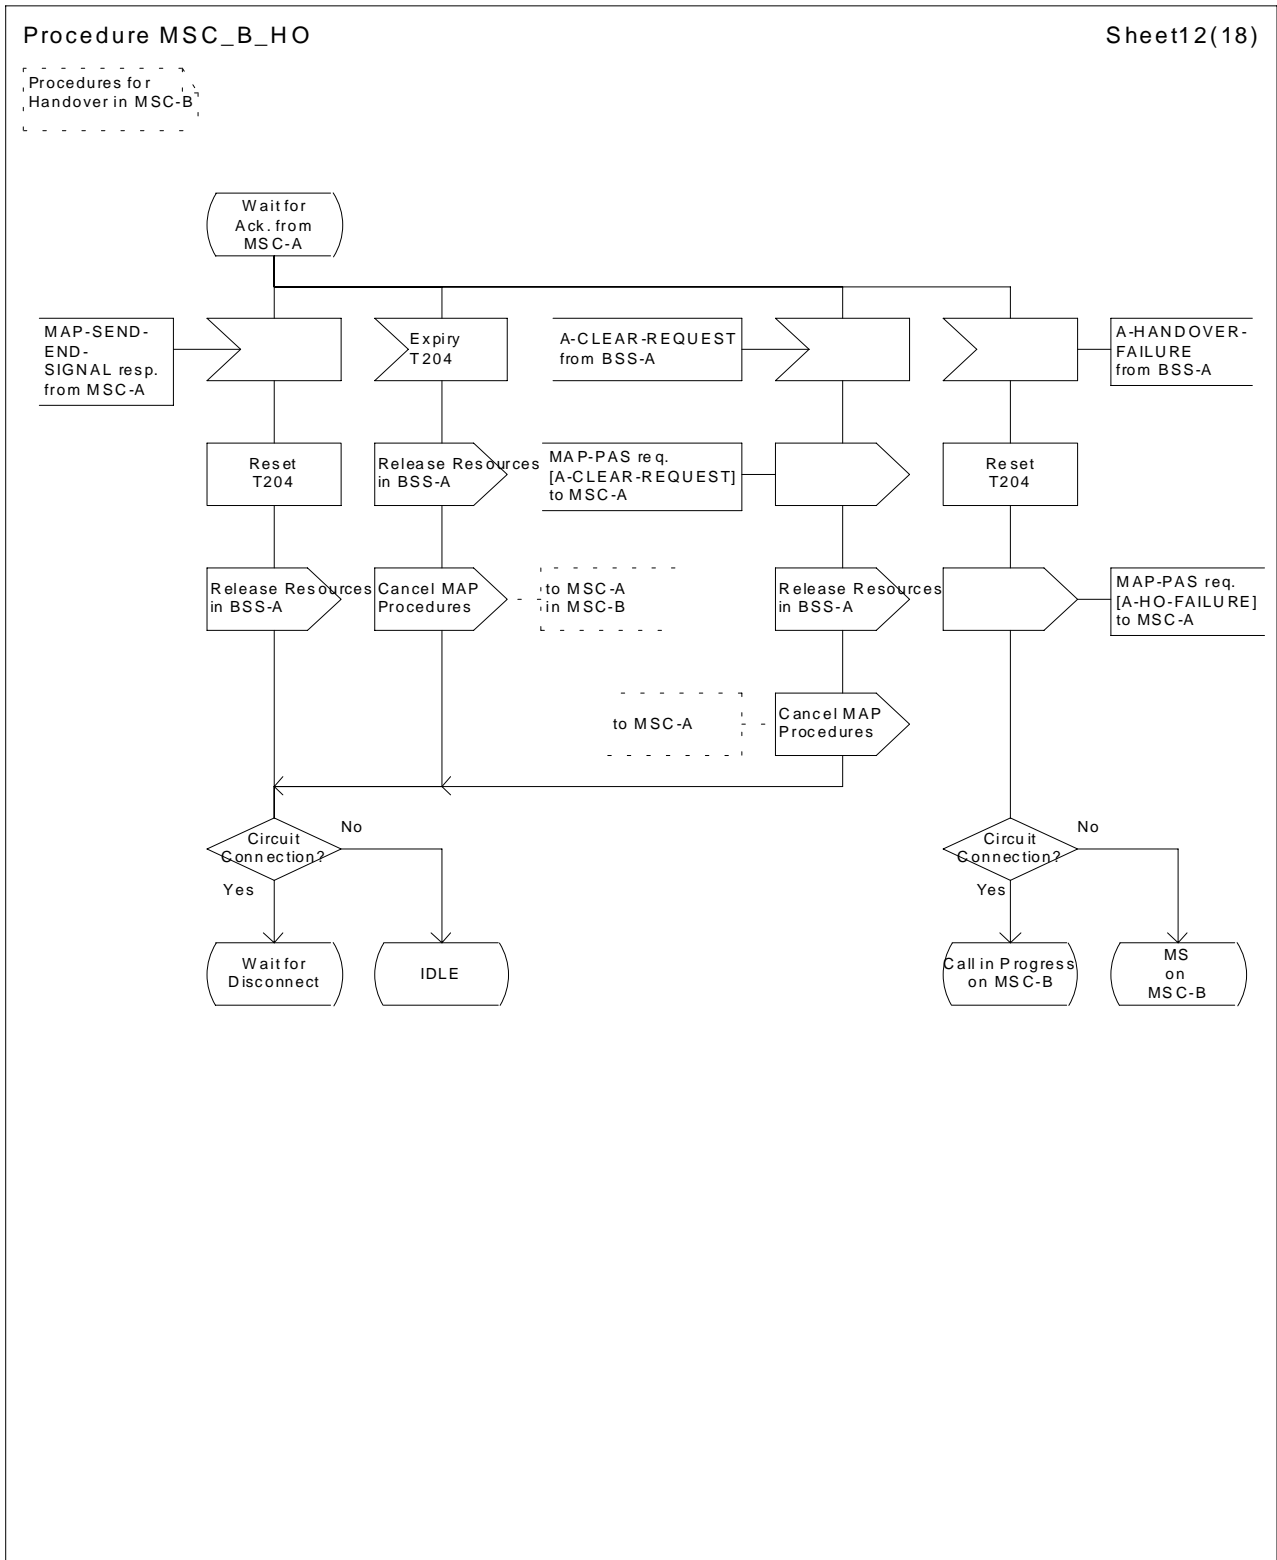 Procedure MSC_B_HO
Sheet12(18)
Procedures for
Handover in MSC-B
Wait for
Ack. from
MSC-A
MAP-SEND-
END-
SIGNAL resp.
from MSC-A
Expiry
T204
A-CLEAR-REQUEST
from BSS-A
A-HANDOVER-
FAILURE
from BSS-A
Reset
T204
Release Resources
in BSS-A
MAP-PAS req.
[A-CLEAR-REQUEST]
to MSC-A
Reset
T204
Release Resources
in BSS-A
Cancel MAP
Procedures
to MSC-A
in MSC-B
Release Resources
in BSS-A
MAP-PAS req.
[A-HO-FAILURE]
to MSC-A
to MSC-A
Cancel MAP
Procedures
Circuit
Connection?
No
Yes
Circuit
Connection?
No
Yes
Wait for
Disconnect
IDLE
Call in Progress
on MSC-B
MS
on
MSC-B